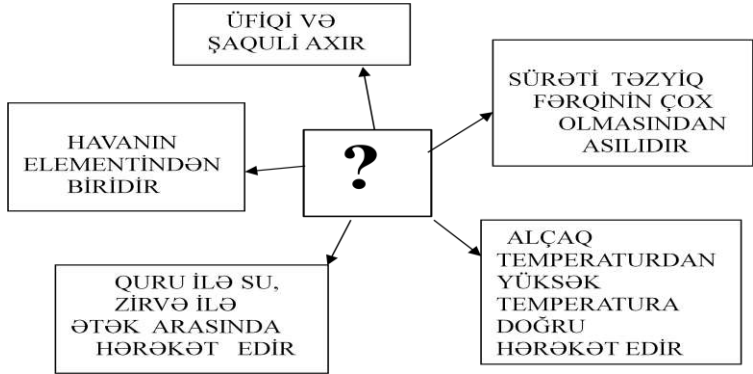 ÜFİQİ VƏ
ŞAQULİ AXIR
SÜRƏTİ TƏZYİQ
FƏRQİNİN ÇOX
OLMASINDAN
ASILIDIR
HAVANIN
ELEMENTİNDƏN
BİRİDİR
?
QURU İLƏ SU,
ZİRVƏ İLƏ
ƏTƏK ARASINDA
HƏRƏKƏT EDİR
ALÇAQ
TEMPERATURDAN
YÜKSƏK
TEMPERATURA
DOĞRU
HƏRƏKƏT EDİR